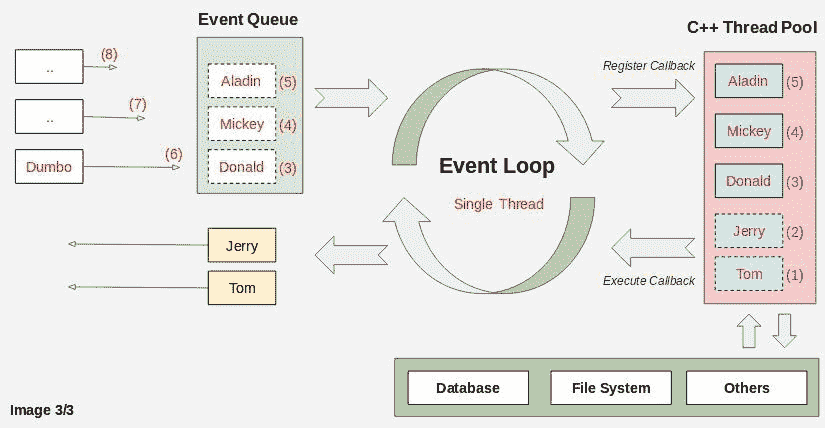 Event Queue
C++ Thread Pool
(8)
..
Aladin (5)
Register Callback
Aladin (5)
(7)
..
Mickey (4)
Mickey (4)
(6)
Dumbo
Donald (3)
Event Loop
Donald (3)
Single Thread
Jerry
Jerry (2)
Tom
Execute Callback
Tom (1)
Database
File System
Others
Image 3/3